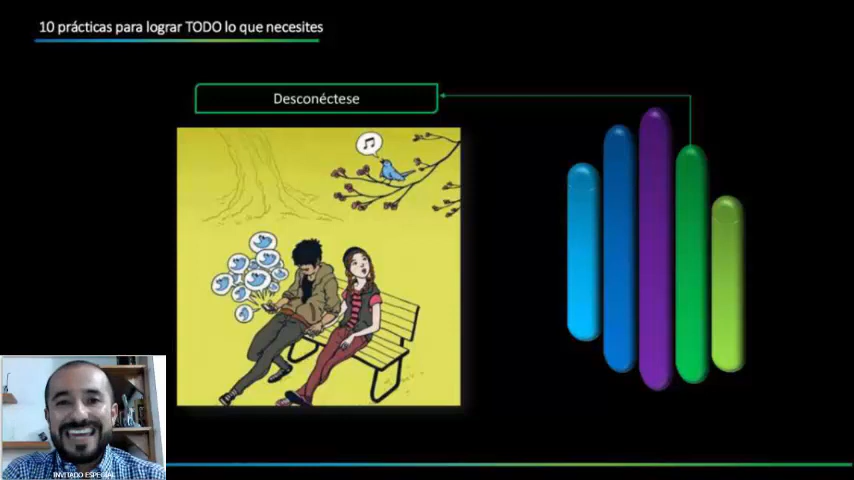 10 prácticas para lograr TODO lo que necesites
Desconéctese
INVITADO ESPECIAL